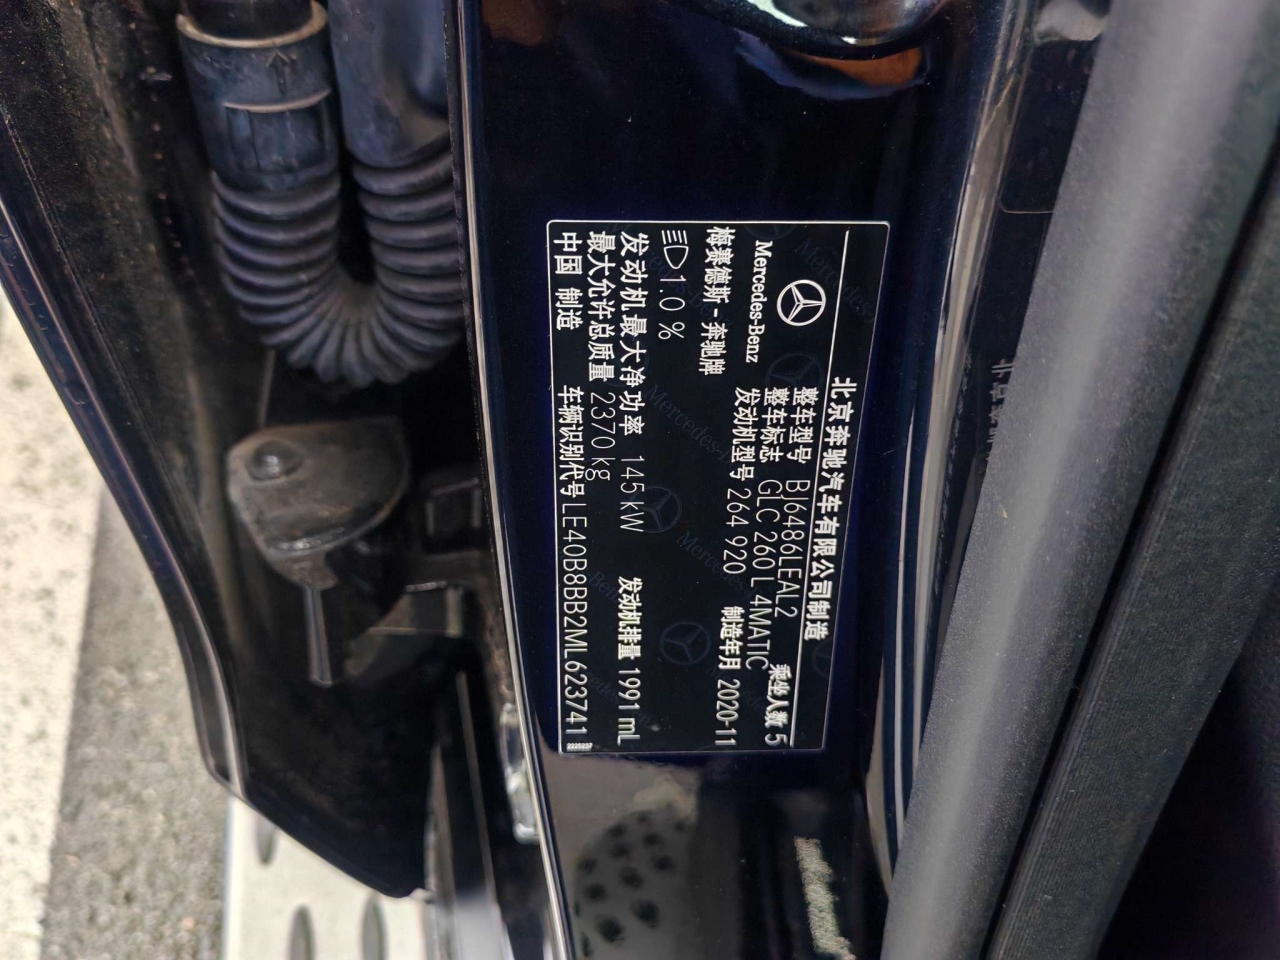 北京奔驰汽车有限公司制造
Mercedes-Benz
整车型号 BJ6486LEAL2
整车标志 GLC 260 L 4MATIC 乘坐人数 5
梅赛德斯-奔驰牌 发动机型号 264 920 制造年月 2020-11
1.0 %
发动机最大净功率 145 kW 发动机排量 1991 mL
最大允许总质量 2370 kg
中国 制造 车辆识别代号 LE40B8BB2ML623741